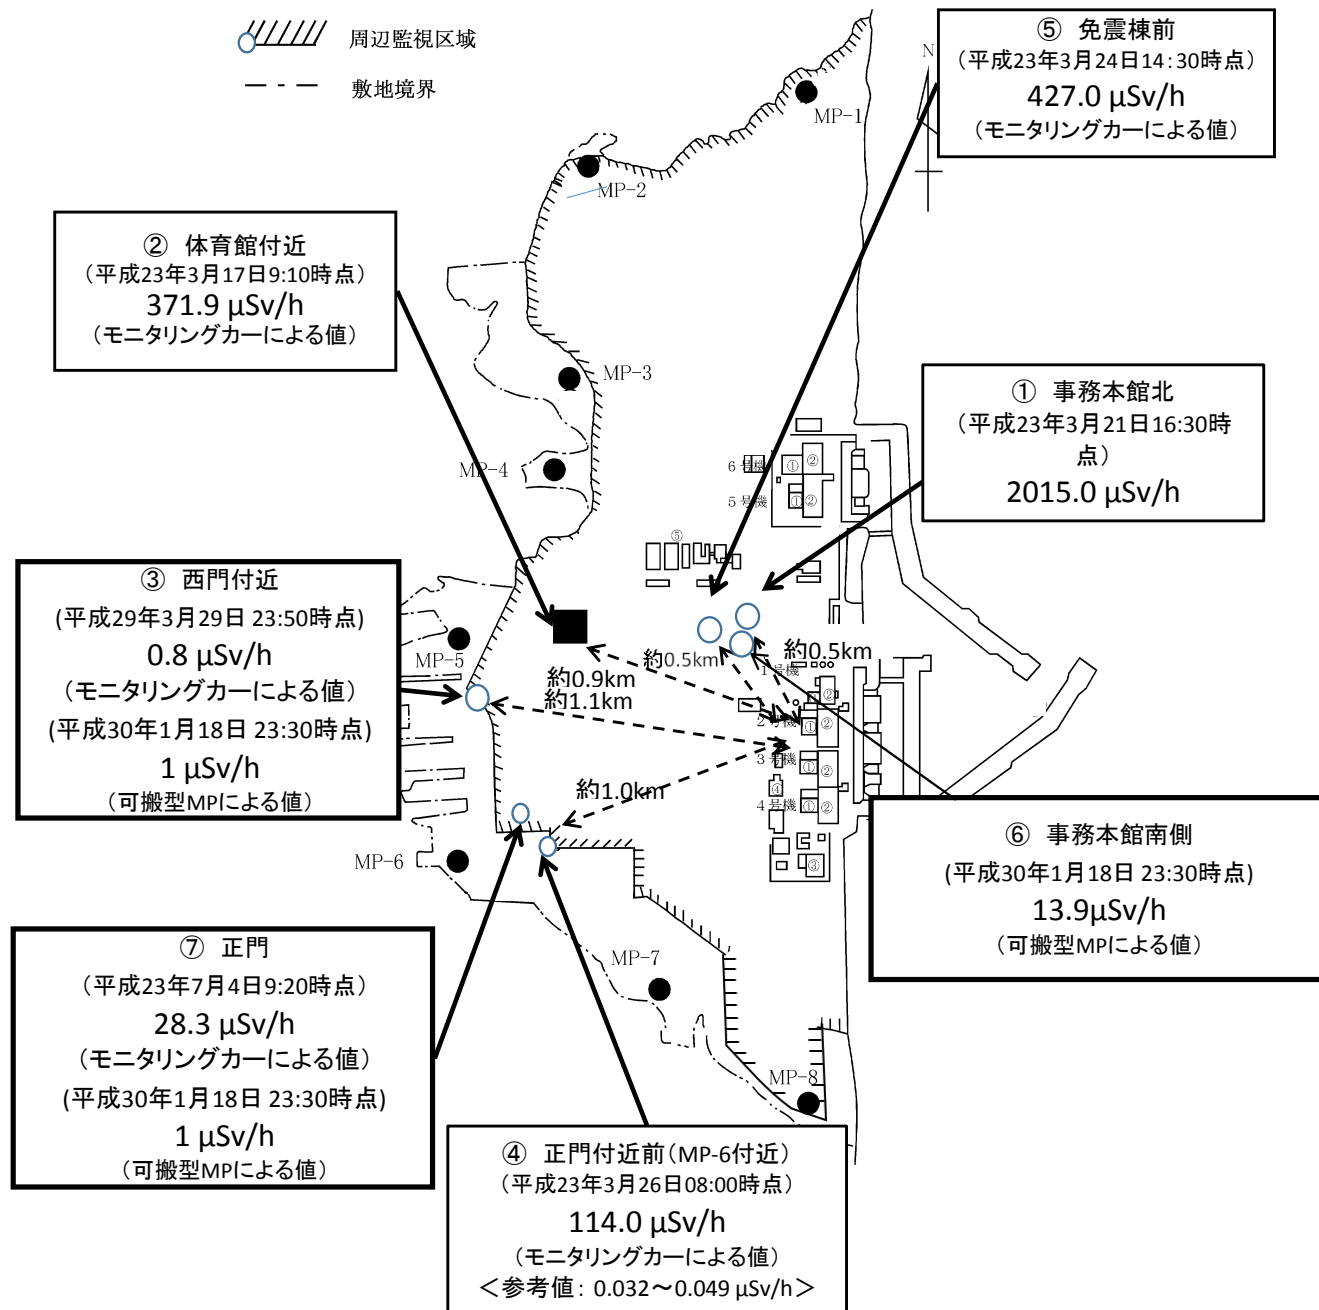 周辺監視区域
敷地境界
⑤ 免震棟前
(平成23年3月24日14:30時点)
427.0 μSv/h
(モニタリングカーによる値)
N
MP-1
MP-2
② 体育館付近
(平成23年3月17日9:10時点)
371.9 μSv/h
(モニタリングカーによる値)
MP-3
MP-4
① 事務本館北
(平成23年3月21日16:30時
点)
2015.0 μSv/h
6号機
① ②
5号機
① ②
⑤
③ 西門付近
(平成29年3月29日 23:50時点)
0.8 μSv/h
(モニタリングカーによる値)
(平成30年1月18日 23:30時点)
1 μSv/h
(可搬型MPによる値)
MP-5
約0.5km
約0.5km
約0.9km
約1.1km
約1.0km
1号機
②
2号機
① ②
3号機
① ②
④
4号機
① ②
③
MP-6
⑥ 事務本館南側
(平成30年1月18日 23:30時点)
13.9μSv/h
(可搬型MPによる値)
⑦ 正門
(平成23年7月4日9:20時点)
28.3 μSv/h
(モニタリングカーによる値)
(平成30年1月18日 23:30時点)
1 μSv/h
(可搬型MPによる値)
MP-7
MP-8
④ 正門付近前(MP-6付近)
(平成23年3月26日08:00時点)
114.0 μSv/h
(モニタリングカーによる値)
<参考値: 0.032~0.049 μSv/h>